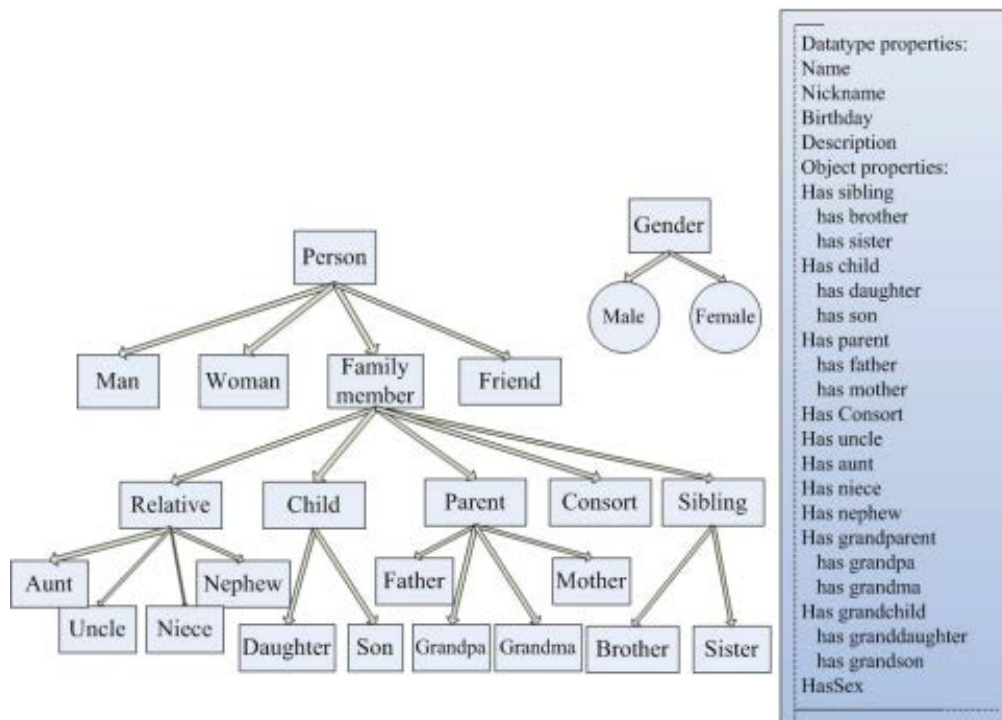 Person
Man
Woman
Family
member
Friend
Relative
Child
Parent
Consort
Sibling
Aunt
Uncle
Niece
Nephew
Daughter
Son
Father
Grandpa
Grandma
Mother
Brother
Sister
Gender
Male
Female
Datatype properties:
Name
Nickname
Birthday
Description
Object properties:
Has sibling
has brother
has sister
Has child
has daughter
has son
Has parent
has father
has mother
Has Consort
Has uncle
Has aunt
Has niece
Has nephew
Has grandparent
has grandpa
has grandma
Has grandchild
has granddaughter
has grandson
HasSex